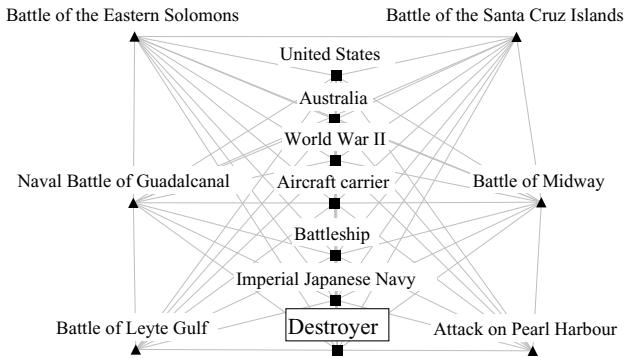 Battle of the Eastern Solomons
Battle of the Santa Cruz Islands
United States
Australia
World War II
Naval Battle of Guadalcanal
Aircraft carrier
Battle of Midway
Battleship
Imperial Japanese Navy
Battle of Leyte Gulf
Destroyer
Attack on Pearl Harbour